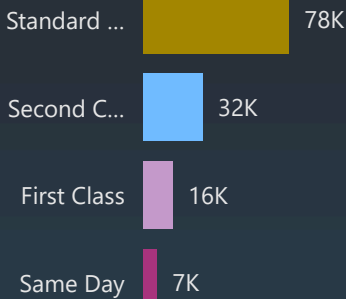 Standard ... 78K
Second C... 32K
First Class 16K
Same Day 7K